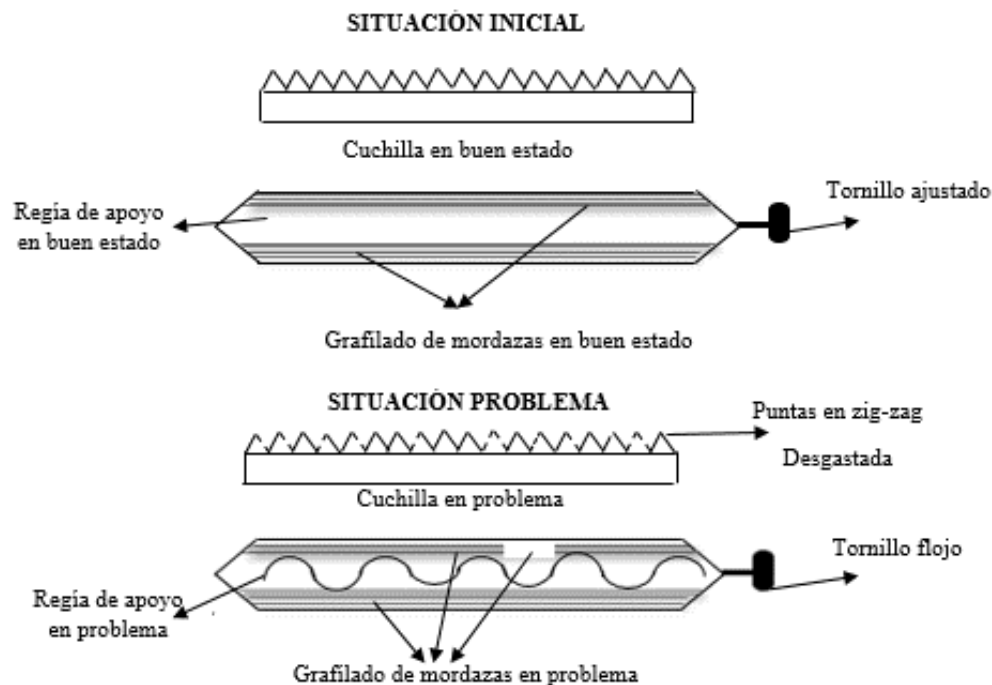 SITUACIÓN INICIAL
Cuchilla en buen estado
Regía de apoyo
en buen estado
Tornillo ajustado
Grafilado de mordazas en buen estado
SITUACIÓN PROBLEMA
Puntas en zig-zag
Desgastada
Cuchilla en problema
Tornillo flojo
Regía de apoyo
en problema
Grafilado de mordazas en problema